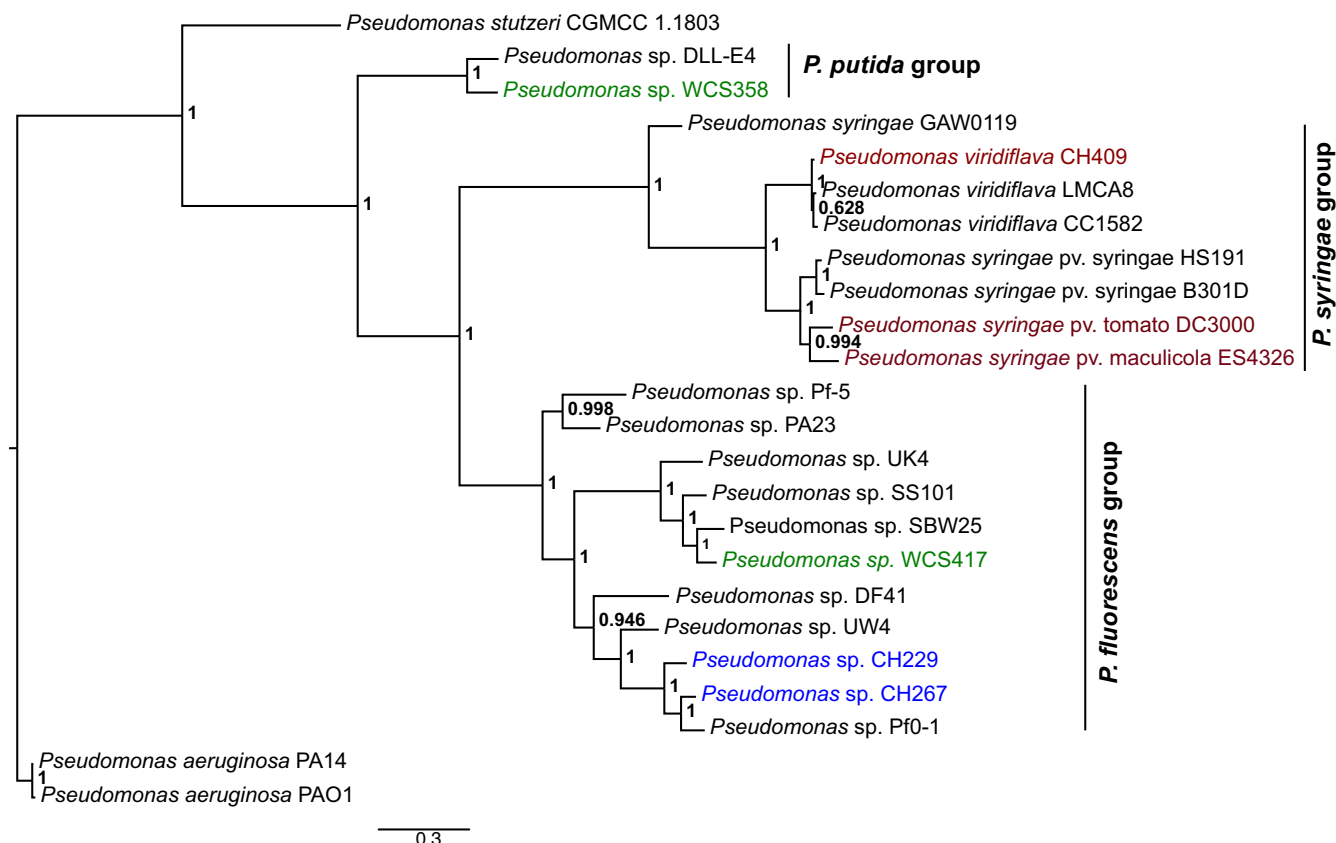 Pseudomonas stutzeri CGMCC 1.1803
Pseudomonas sp. DLL-E4
1
P. putida group
Pseudomonas sp. WCS358
1
Pseudomonas syringae GAW0119
Pseudomonas viridiflava CH409
1
Pseudomonas viridiflava LMCA8
1
0.628
1
Pseudomonas viridiflava CC1582
1
Pseudomonas syringae pv. syringae HS191
1
Pseudomonas syringae pv. syringae B301D
1
Pseudomonas syringae pv. tomato DC3000
1
0.994
Pseudomonas syringae pv. maculicola ES4326
P. syringae group
Pseudomonas sp. Pf-5
0.998
Pseudomonas sp. PA23
Pseudomonas sp. UK4
1
1
Pseudomonas sp. SS101
1
Pseudomonas sp. SBW25
1
Pseudomonas sp. WCS417
1
Pseudomonas sp. DF41
0.946
Pseudomonas sp. UW4
1
Pseudomonas sp. CH229
1
Pseudomonas sp. CH267
1
Pseudomonas sp. Pf0-1
P. fluorescens group
Pseudomonas aeruginosa PA14
1
Pseudomonas aeruginosa PAO1
0.3